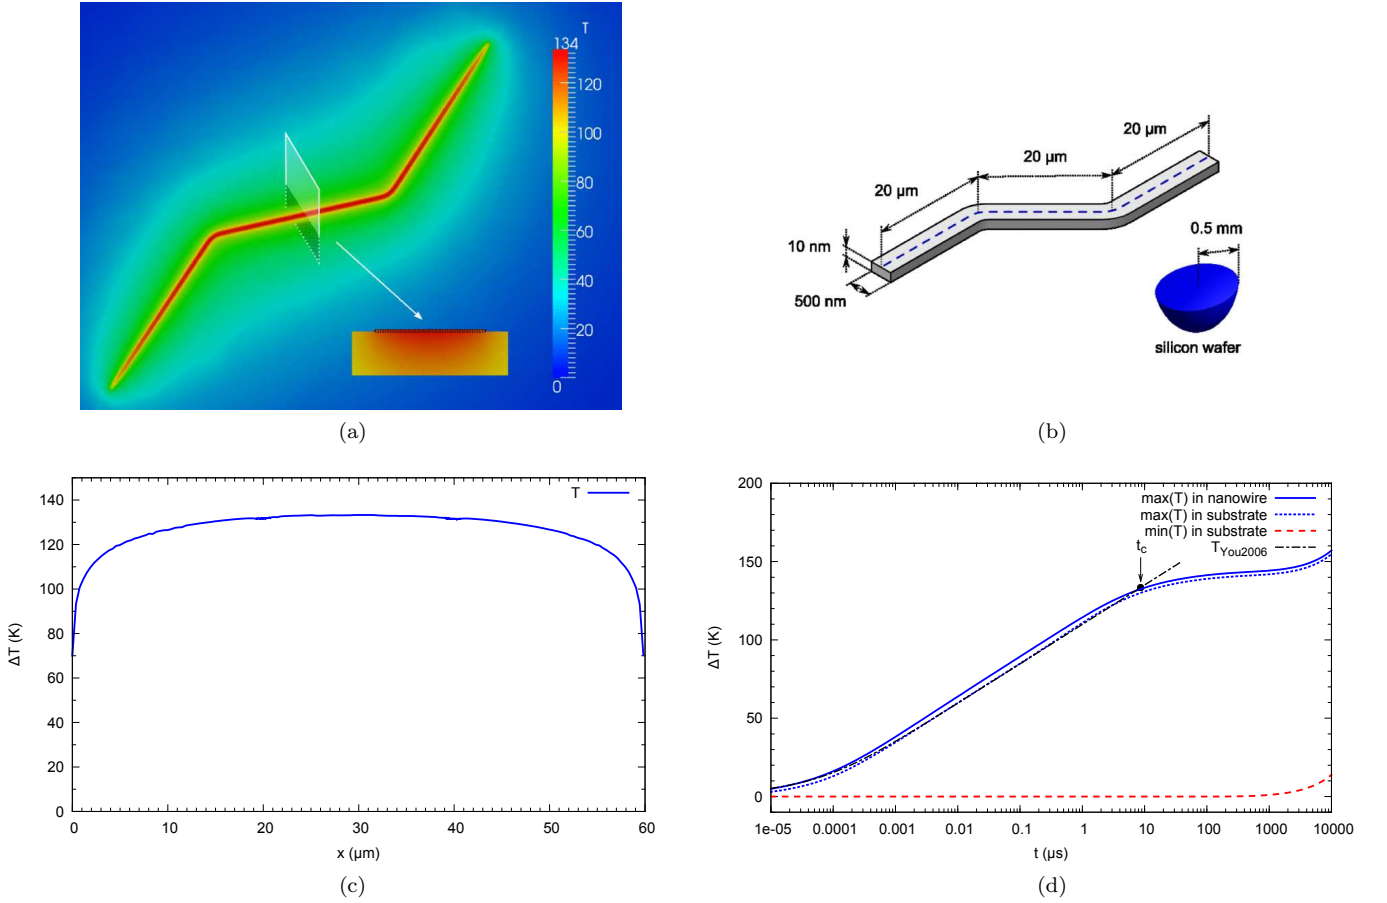 T
134
120
100
80
60
40
20
0
(a)
20 µm
20 µm
20 µm
10 nm
500 nm
0.5 mm
silicon wafer
(b)
T
140
120
100
80
60
40
20
0
ΔT (K)
0 10 20 30 40 50 60
x (µm)
(c)
max(T) in nanowire
max(T) in substrate
min(T) in substrate
T_You2006
t_c
200
150
100
50
0
ΔT (K)
1e-05 0.0001 0.001 0.01 0.1 1 10 100 1000 10000
t (µs)
(d)